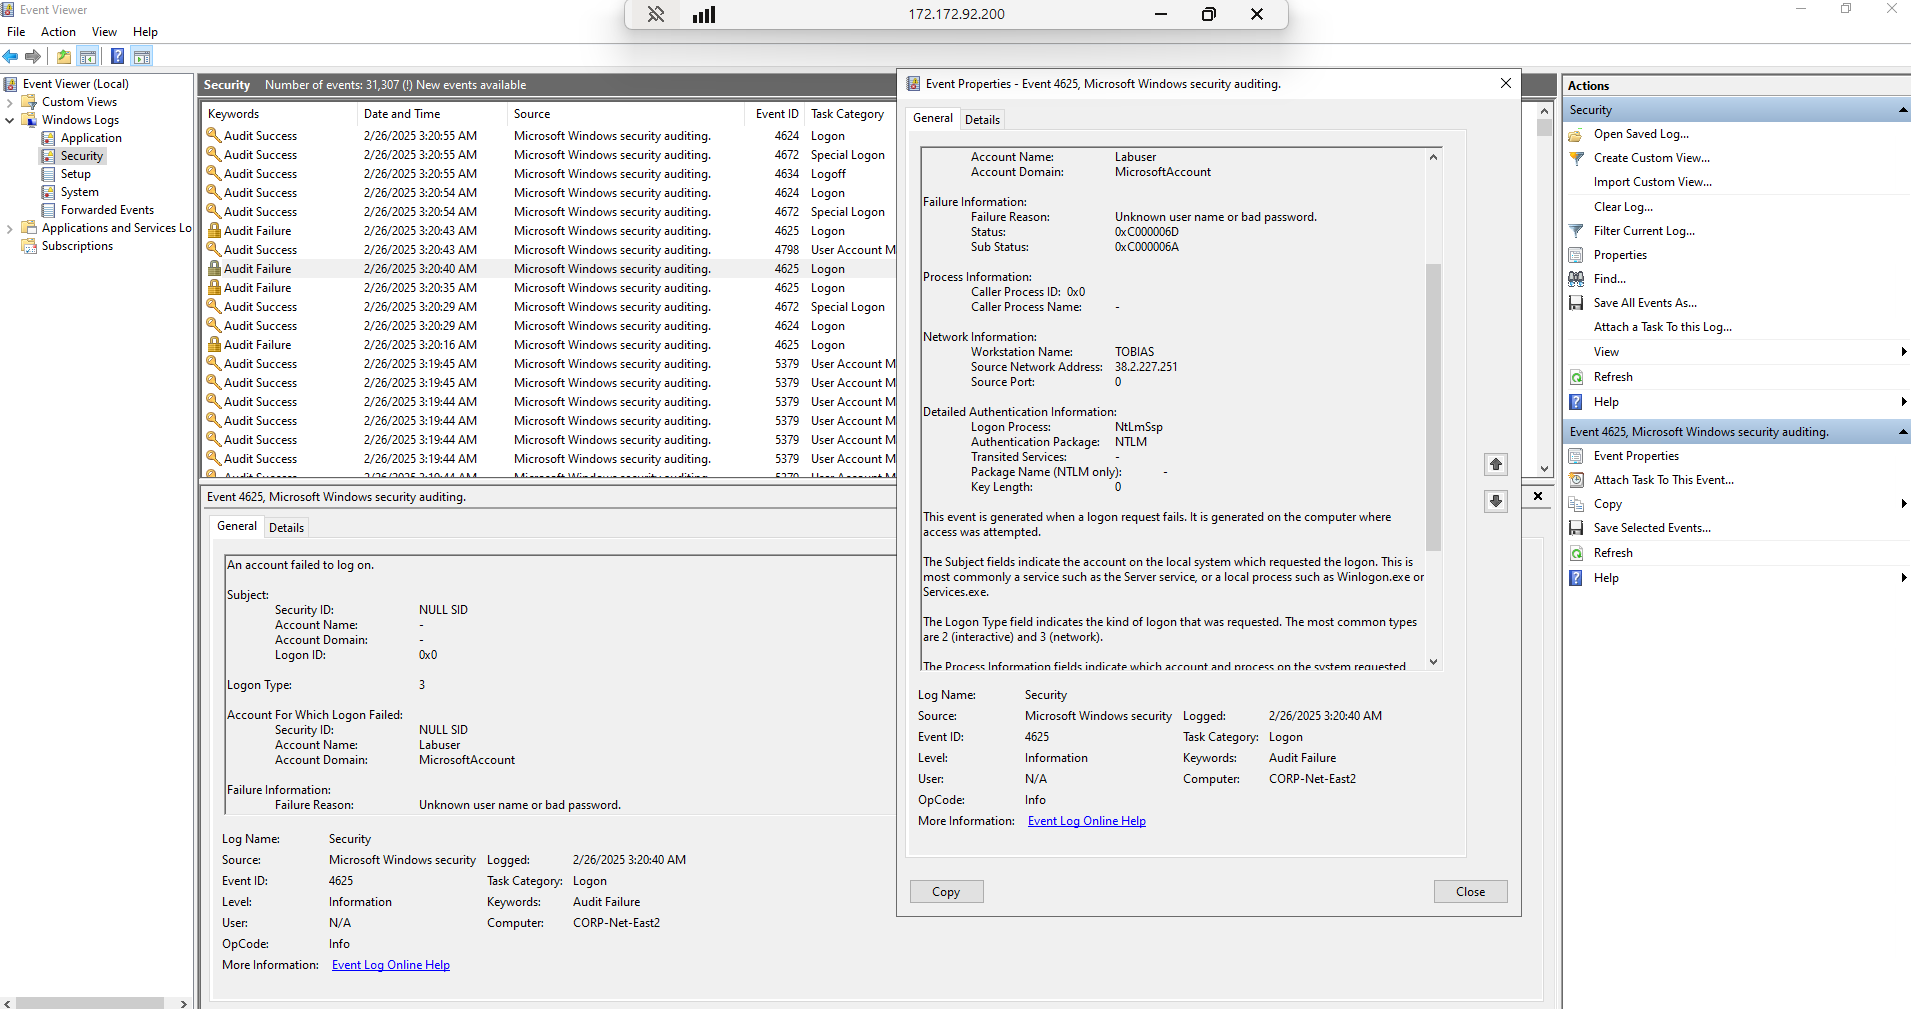 Event Viewer
172.172.92.200
File Action View Help
Event Viewer (Local)
Custom Views
Windows Logs
Application
Security
Setup
System
Forwarded Events
Applications and Services Lo
Subscriptions
Security Number of events: 31,307 (!) New events available
Keywords Date and Time Source Event ID Task Category
Audit Success 2/26/2025 3:20:55 AM Microsoft Windows security auditing. 4624 Logon
Audit Success 2/26/2025 3:20:55 AM Microsoft Windows security auditing. 4672 Special Logon
Audit Success 2/26/2025 3:20:55 AM Microsoft Windows security auditing. 4634 Logoff
Audit Success 2/26/2025 3:20:54 AM Microsoft Windows security auditing. 4624 Logon
Audit Success 2/26/2025 3:20:54 AM Microsoft Windows security auditing. 4672 Special Logon
Audit Failure 2/26/2025 3:20:43 AM Microsoft Windows security auditing. 4625 Logon
Audit Success 2/26/2025 3:20:43 AM Microsoft Windows security auditing. 4798 User Account M
Audit Failure 2/26/2025 3:20:40 AM Microsoft Windows security auditing. 4625 Logon
Audit Failure 2/26/2025 3:20:35 AM Microsoft Windows security auditing. 4625 Logon
Audit Success 2/26/2025 3:20:29 AM Microsoft Windows security auditing. 4672 Special Logon
Audit Success 2/26/2025 3:20:29 AM Microsoft Windows security auditing. 4624 Logon
Audit Failure 2/26/2025 3:20:16 AM Microsoft Windows security auditing. 4625 Logon
Audit Success 2/26/2025 3:19:45 AM Microsoft Windows security auditing. 5379 User Account M
Audit Success 2/26/2025 3:19:45 AM Microsoft Windows security auditing. 5379 User Account M
Audit Success 2/26/2025 3:19:44 AM Microsoft Windows security auditing. 5379 User Account M
Audit Success 2/26/2025 3:19:44 AM Microsoft Windows security auditing. 5379 User Account M
Audit Success 2/26/2025 3:19:44 AM Microsoft Windows security auditing. 5379 User Account M
Audit Success 2/26/2025 3:19:44 AM Microsoft Windows security auditing. 5379 User Account M
Event 4625, Microsoft Windows security auditing.
General Details
An account failed to log on.
Subject:
Security ID: NULL SID
Account Name: -
Account Domain: -
Logon ID: 0x0
Logon Type: 3
Account For Which Logon Failed:
Security ID: NULL SID
Account Name: Labuser
Account Domain: MicrosoftAccount
Failure Information:
Failure Reason: Unknown user name or bad password.
Log Name: Security
Source: Microsoft Windows security Logged: 2/26/2025 3:20:40 AM
Event ID: 4625 Task Category: Logon
Level: Information Keywords: Audit Failure
User: N/A Computer: CORP-Net-East2
OpCode: Info
More Information: Event Log Online Help
Event Properties - Event 4625, Microsoft Windows security auditing.
General Details
Account Name: Labuser
Account Domain: MicrosoftAccount
Failure Information:
Failure Reason: Unknown user name or bad password.
Status: 0xC000006D
Sub Status: 0xC000006A
Process Information:
Caller Process ID: 0x0
Caller Process Name: -
Network Information:
Workstation Name: TOBIAS
Source Network Address: 38.2.227.251
Source Port: 0
Detailed Authentication Information:
Logon Process: NtLmSsp
Authentication Package: NTLM
Transited Services: -
Package Name (NTLM only): -
Key Length: 0
This event is generated when a logon request fails. It is generated on the computer where
access was attempted.
The Subject fields indicate the account on the local system which requested the logon. This is
most commonly a service such as the Server service, or a local process such as Winlogon.exe or
Services.exe.
The Logon Type field indicates the kind of logon that was requested. The most common types
are 2 (interactive) and 3 (network).
The Process Information fields indicate which account and process on the system requested
Log Name: Security
Source: Microsoft Windows security Logged: 2/26/2025 3:20:40 AM
Event ID: 4625 Task Category: Logon
Level: Information Keywords: Audit Failure
User: N/A Computer: CORP-Net-East2
OpCode: Info
More Information: Event Log Online Help
Copy Close
Actions
Security
Open Saved Log...
Create Custom View...
Import Custom View...
Clear Log...
Filter Current Log...
Properties
Find...
Save All Events As...
Attach a Task To this Log...
View
Refresh
Help
Event 4625, Microsoft Windows security auditing.
Event Properties
Attach Task To This Event...
Copy
Save Selected Events...
Refresh
Help